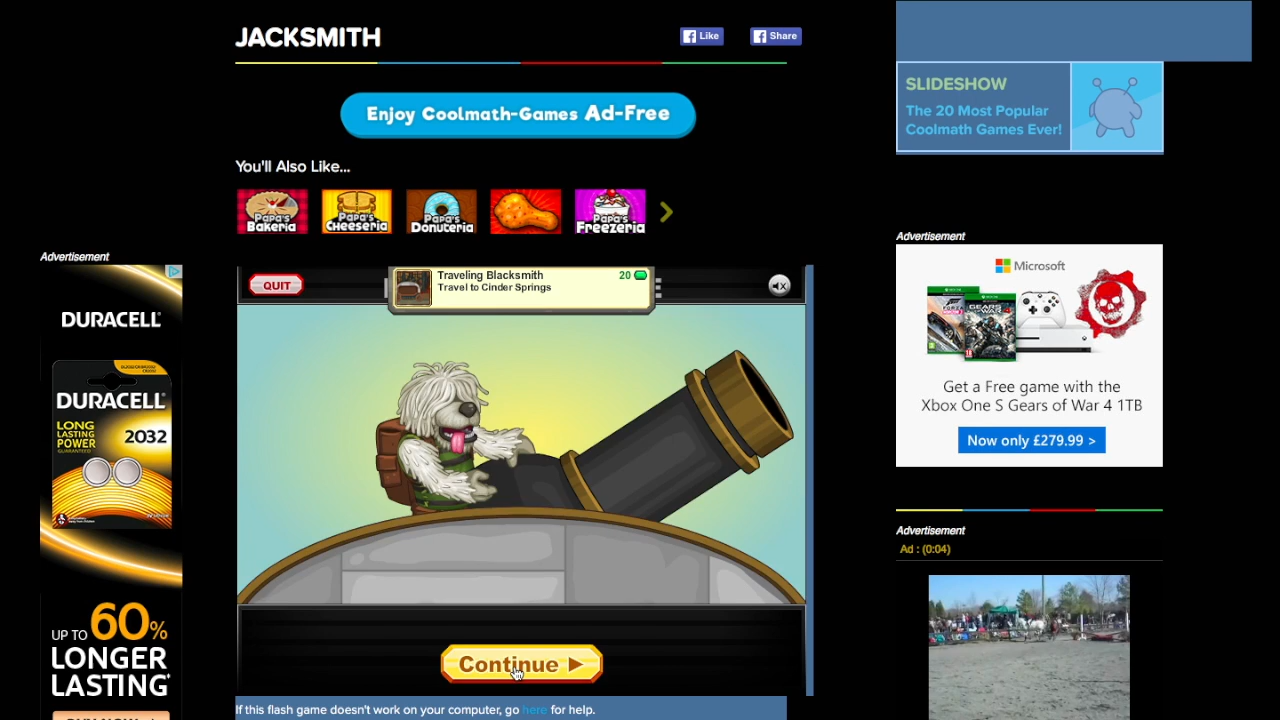 JACKSMITH
Like
Share
Enjoy Coolmath-Games Ad-Free
You'll Also Like...
Papa's Bakeria
Papa's Cheeseria
Papa's Donuteria
Papa's Freezeria
SLIDESHOW
The 20 Most Popular
Coolmath Games Ever!
Advertisement
DURACELL
DURACELL
LONG
LASTING
POWER
2032
UP TO 60%
LONGER
LASTING*
QUIT
Traveling Blacksmith
20
Travel to Cinder Springs
Continue
If this flash game doesn't work on your computer, go here for help.
Advertisement
Microsoft
Get a Free game with the
Xbox One S Gears of War 4 1TB
Now only £279.99 >
Advertisement
Ad : (0:04)